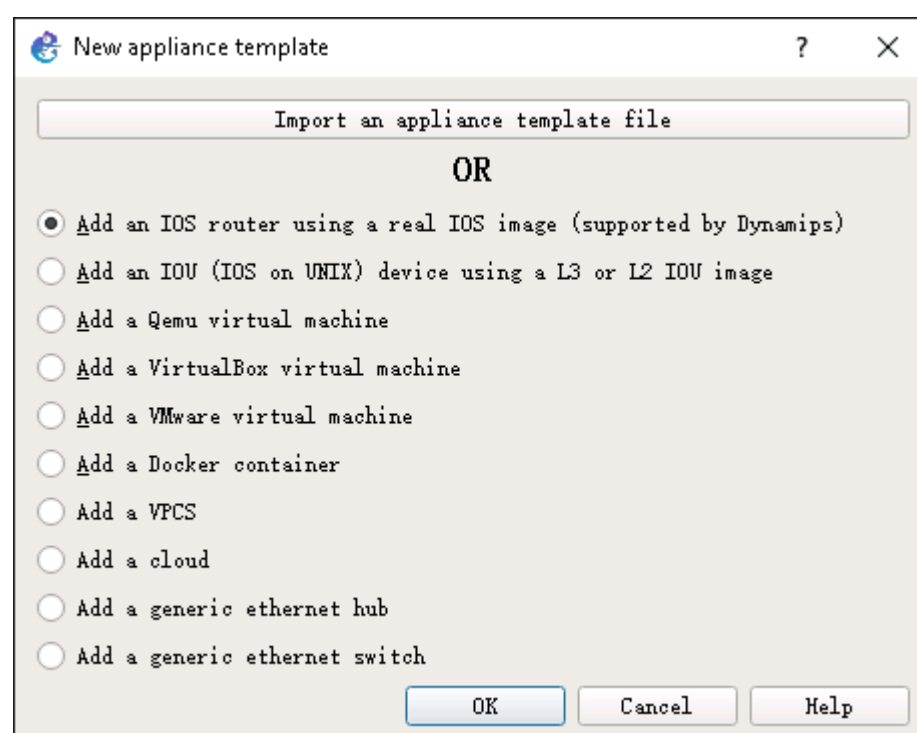 New appliance template
Import an appliance template file
OR
Add an IOS router using a real IOS image (supported by Dynamips)
Add an IOU (IOS on UNIX) device using a L3 or L2 IOU image
Add a Qemu virtual machine
Add a VirtualBox virtual machine
Add a VMware virtual machine
Add a Docker container
Add a VPCS
Add a cloud
Add a generic ethernet hub
Add a generic ethernet switch
OK Cancel Help